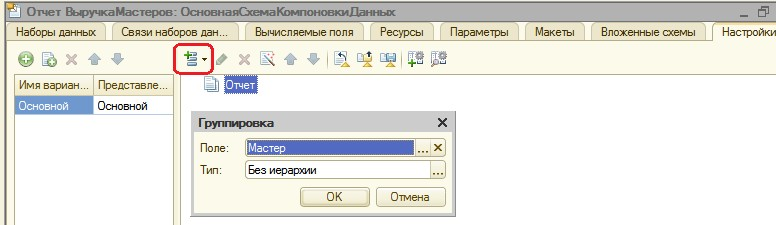 Отчет ВыручкаМастеров: ОсновнаяСхемаКомпоновкиДанных
Наборы данных Связи наборов дан... Вычисляемые поля Ресурсы Параметры Макеты Вложенные схемы Настройки
Имя вариан... Представле...
Основной Основной
Отчет
Группировка
Поле: Мастер ...
Тип: Без иерархии ...
OK Отмена